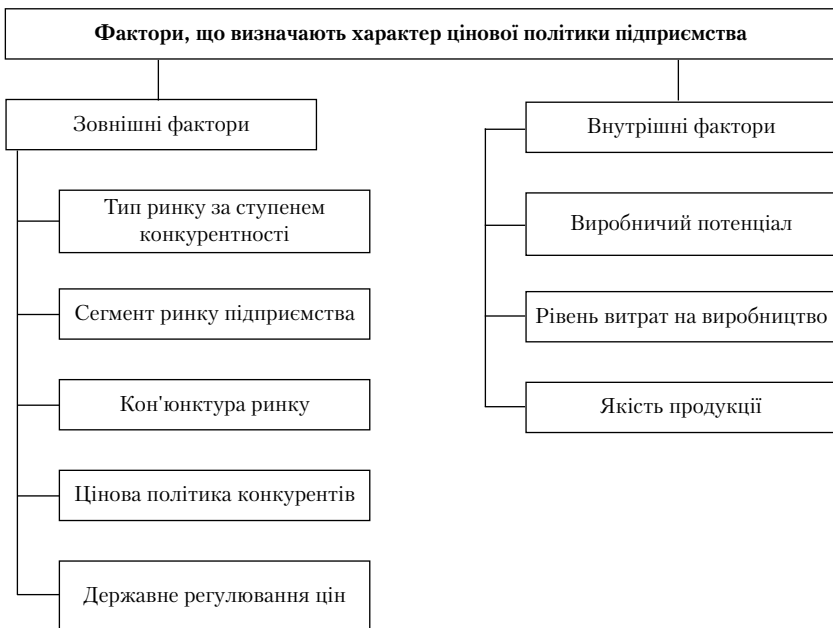 Фактори, що визначають характер цінової політики підприємства
Зовнішні фактори
Тип ринку за ступенем
конкурентності
Сегмент ринку підприємства
Кон'юнктура ринку
Цінова політика конкурентів
Державне регулювання цін
Внутрішні фактори
Виробничий потенціал
Рівень витрат на виробництво
Якість продукції